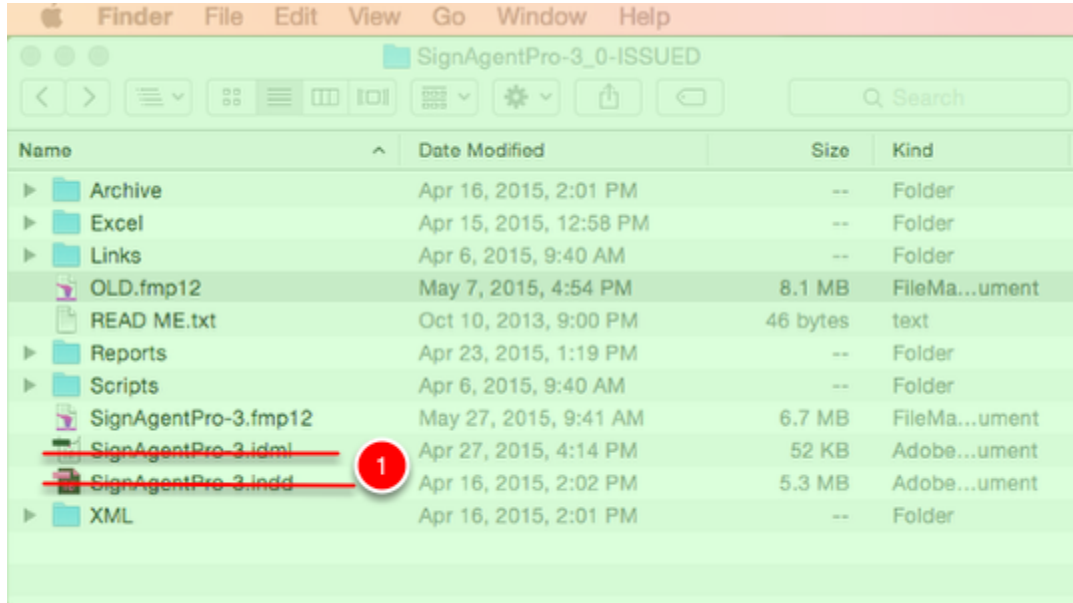 Finder File Edit View Go Window Help
SignAgentPro-3_0-ISSUED
Search
Name Date Modified Size Kind
Archive Apr 16, 2015, 2:01 PM -- Folder
Excel Apr 15, 2015, 12:58 PM -- Folder
Links Apr 6, 2015, 9:40 AM -- Folder
OLD.fmp12 May 7, 2015, 4:54 PM 8.1 MB FileMa...ument
READ ME.txt Oct 10, 2013, 9:00 PM 46 bytes text
Reports Apr 23, 2015, 1:19 PM -- Folder
Scripts Apr 6, 2015, 9:40 AM -- Folder
SignAgentPro-3.fmp12 May 27, 2015, 9:41 AM 6.7 MB FileMa...ument
SignAgentPro-3.idml Apr 27, 2015, 4:14 PM 52 KB Adobe...ument
1
SignAgentPro-3.indd Apr 16, 2015, 2:02 PM 5.3 MB Adobe...ument
XML Apr 16, 2015, 2:01 PM -- Folder